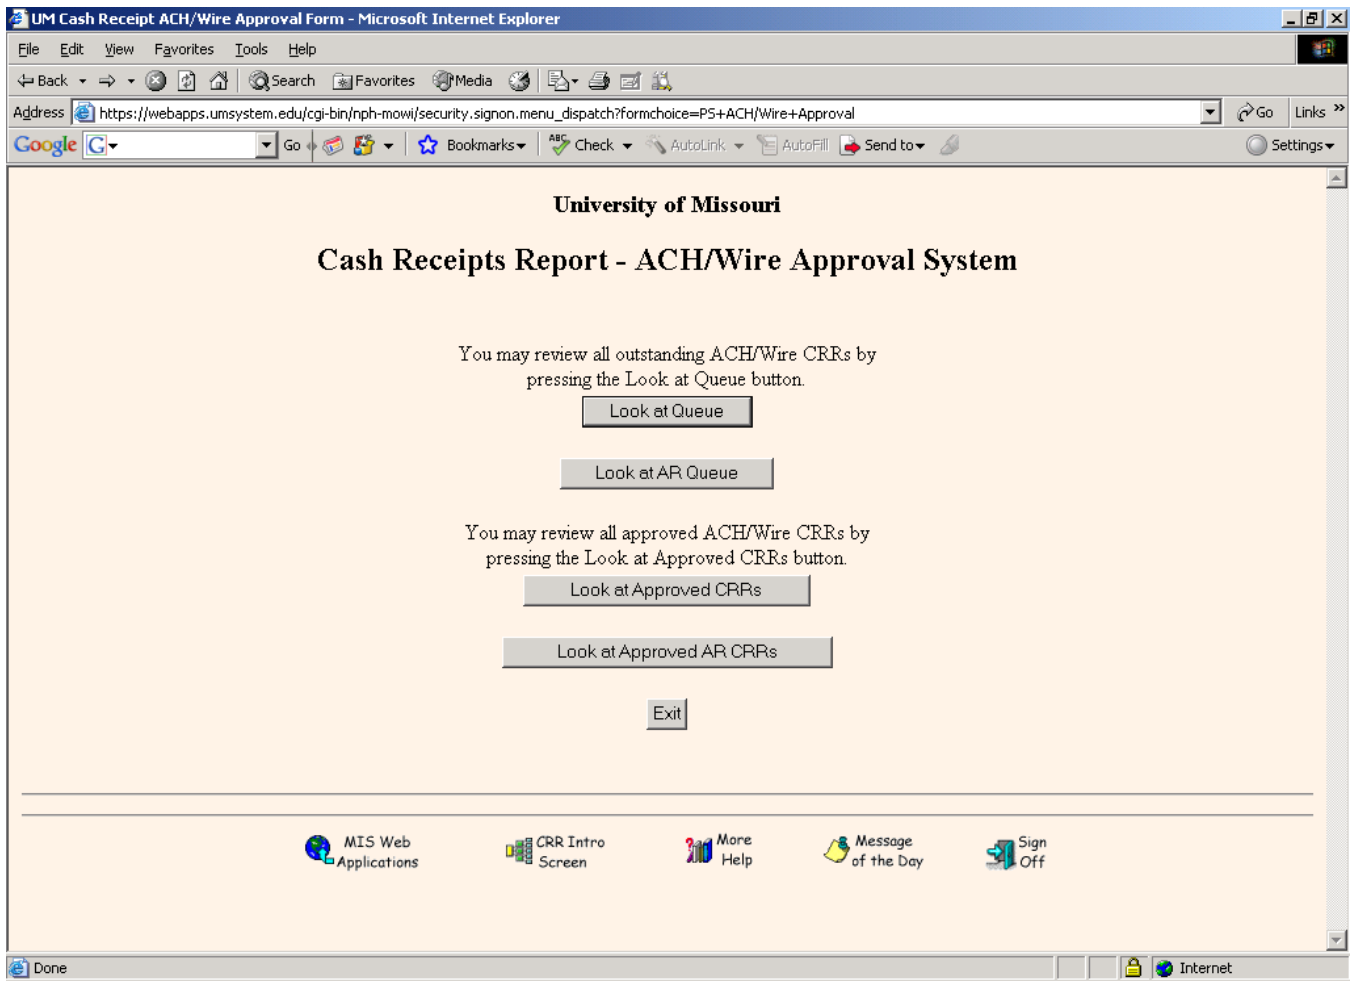 UM Cash Receipt ACH/Wire Approval Form - Microsoft Internet Explorer
File Edit View Favorites Tools Help
Back Search Favorites Media
Address https://webapps.umsystem.edu/cgi-bin/nph-mowi/security.signon.menu_dispatch?formchoice=PS+ACH/Wire+Approval Go Links »
Google G Go Bookmarks ABC Check AutoLink AutoFill Send to Settings
University of Missouri
Cash Receipts Report - ACH/Wire Approval System
You may review all outstanding ACH/Wire CRRs by
pressing the Look at Queue button.
Look at Queue
Look at AR Queue
You may review all approved ACH/Wire CRRs by
pressing the Look at Approved CRRs button.
Look at Approved CRRs
Look at Approved AR CRRs
Exit
MIS Web
Applications
CRR Intro
Screen
More
Help
Message
of the Day
Sign
Off
Done Internet